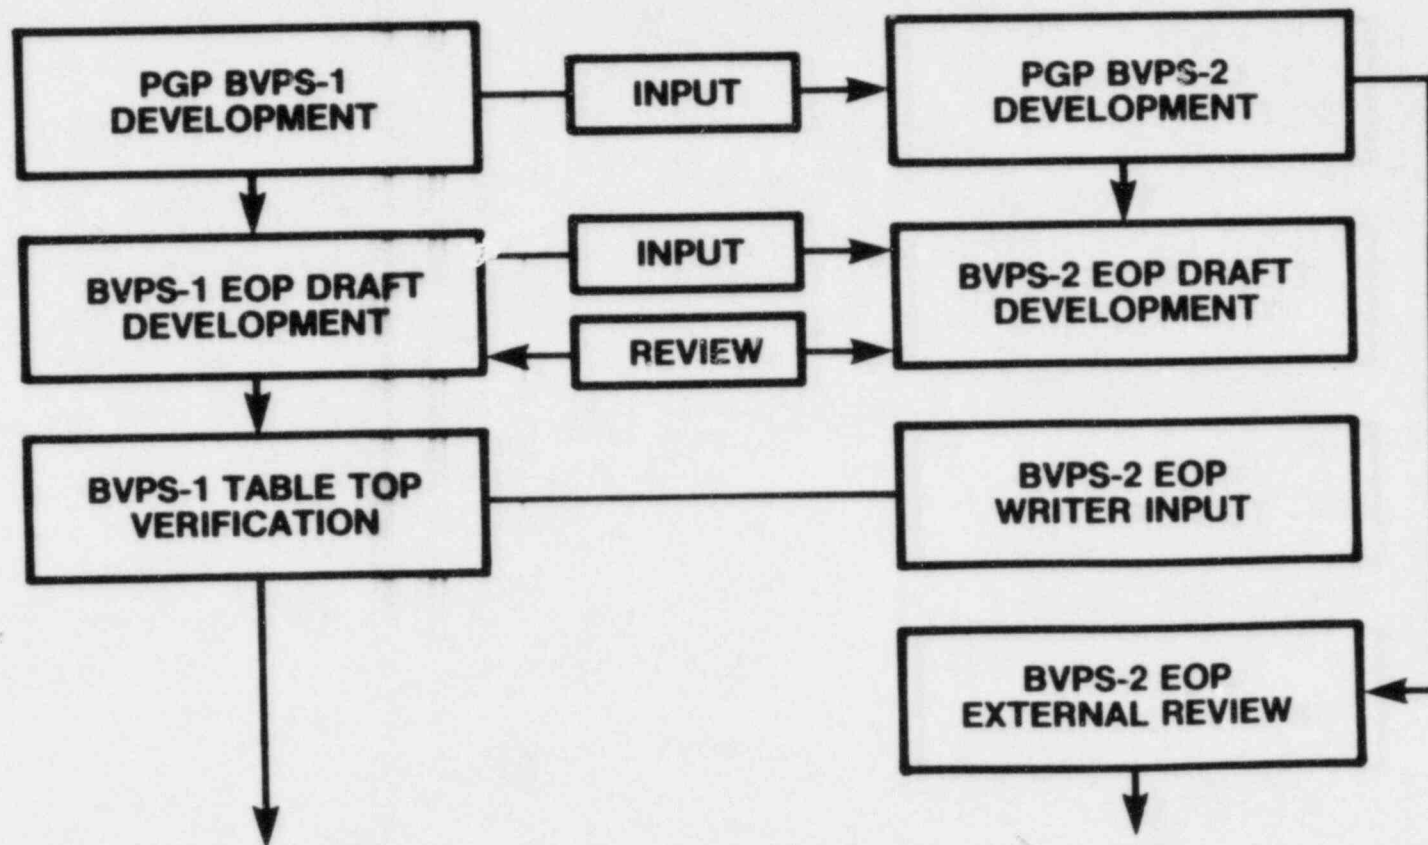 PGP BVPS-1
DEVELOPMENT
INPUT
PGP BVPS-2
DEVELOPMENT
BVPS-1 EOP DRAFT
DEVELOPMENT
INPUT
REVIEW
BVPS-2 EOP DRAFT
DEVELOPMENT
BVPS-1 TABLE TOP
VERIFICATION
BVPS-2 EOP
WRITER INPUT
BVPS-2 EOP
EXTERNAL REVIEW